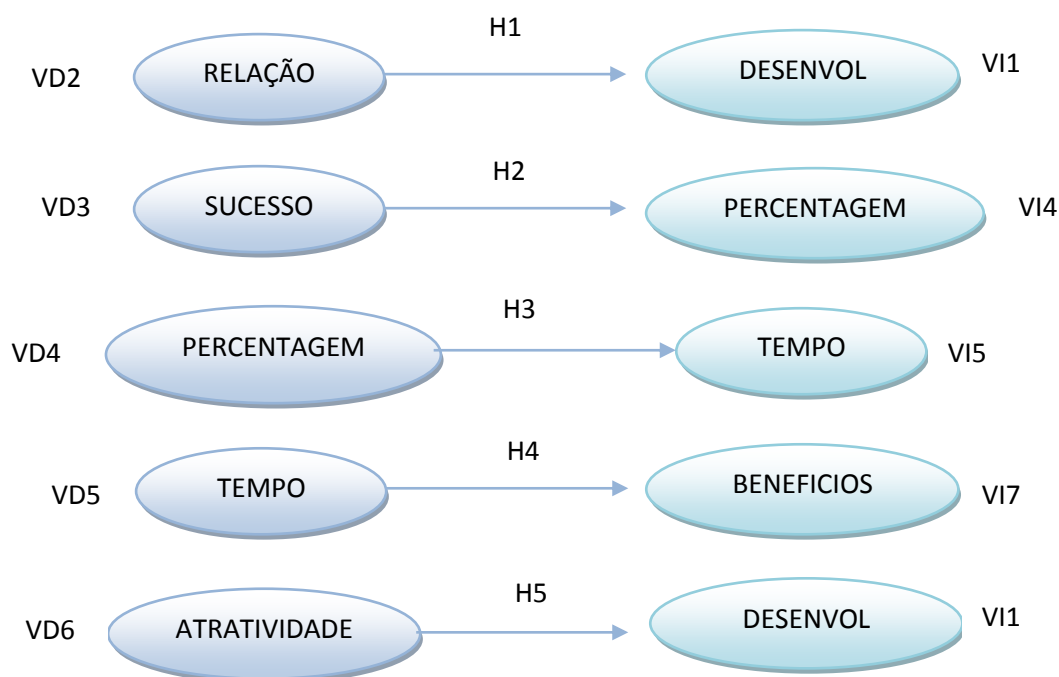 H1
VD2 RELAÇÃO DESENVOL VI1
H2
VD3 SUCESSO PERCENTAGEM VI4
H3
VD4 PERCENTAGEM TEMPO VI5
H4
VD5 TEMPO BENEFICIOS VI7
H5
VD6 ATRATIVIDADE DESENVOL VI1